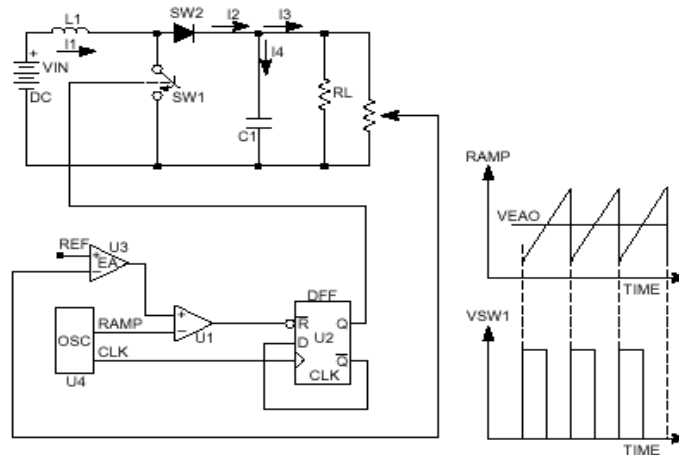 L1
SW2
I2
I3
I1
I4
VIN
SW1
RL
DC
C1
RAMP
VEAO
TIME
REF
U3
+
EA
-
DFF
+
RAMP
-
R
Q
OSC
U1
D
U2
CLK
Q
U4
CLK
VSW1
TIME